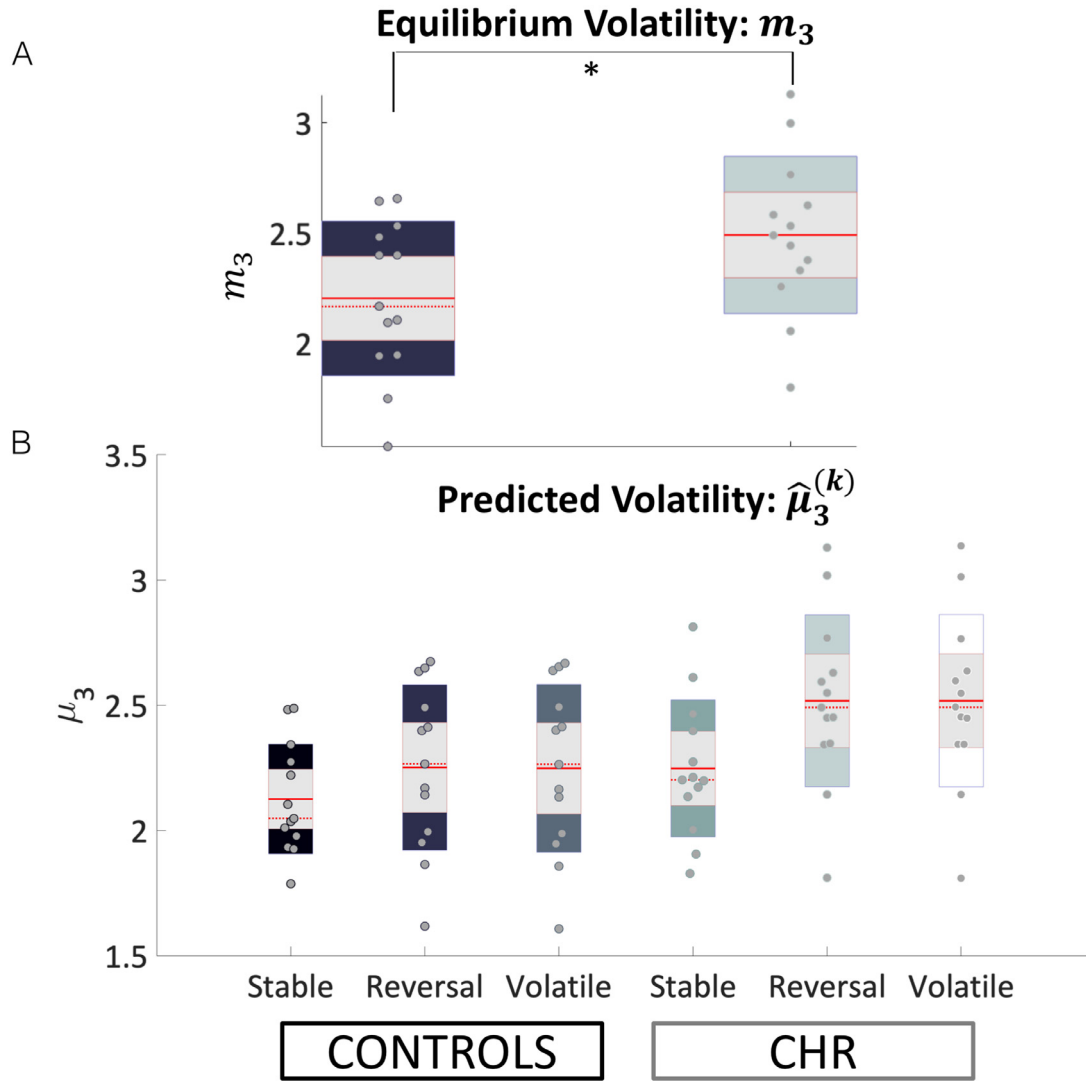 A
Equilibrium Volatility: m₃
*
3
2.5
2
m₃
B
Predicted Volatility: μ̂₃⁽ᵏ⁾
3.5
3
2.5
2
1.5
μ₃
Stable Reversal Volatile Stable Reversal Volatile
CONTROLS CHR